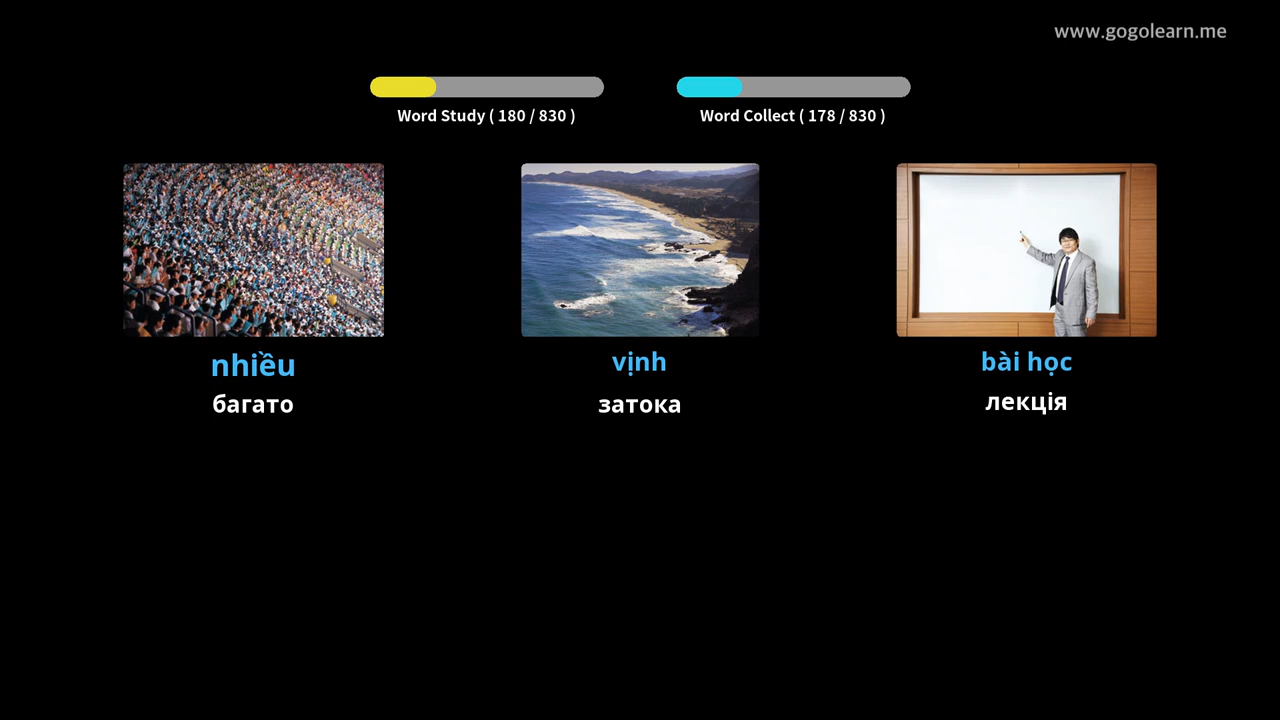 www.gogolearn.me
Word Study ( 180 / 830 )
Word Collect ( 178 / 830 )
nhiều
багато
vịnh
затока
bài học
лекція